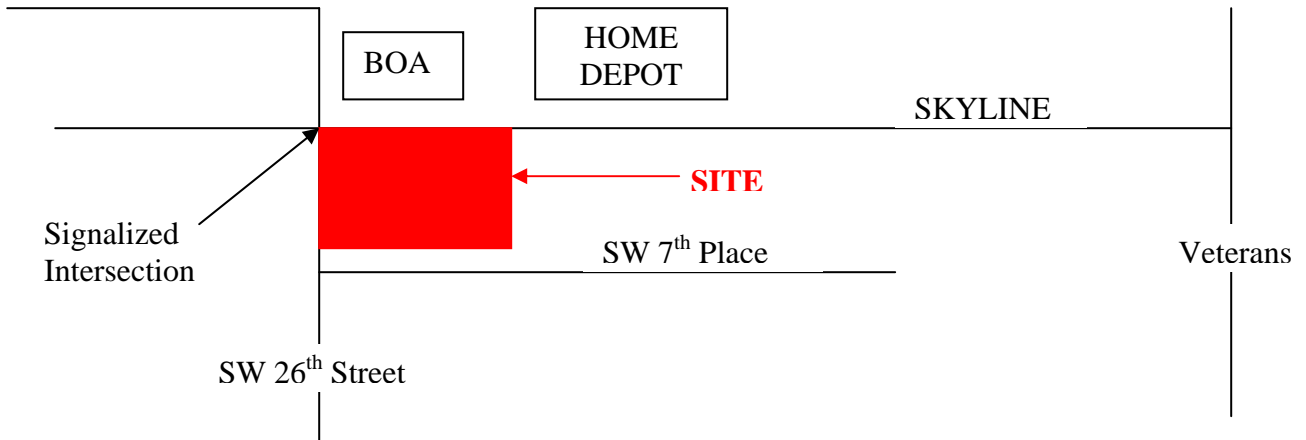 BOA
HOME
DEPOT
SKYLINE
SITE
Signalized
Intersection
SW 7th Place
Veterans
SW 26th Street